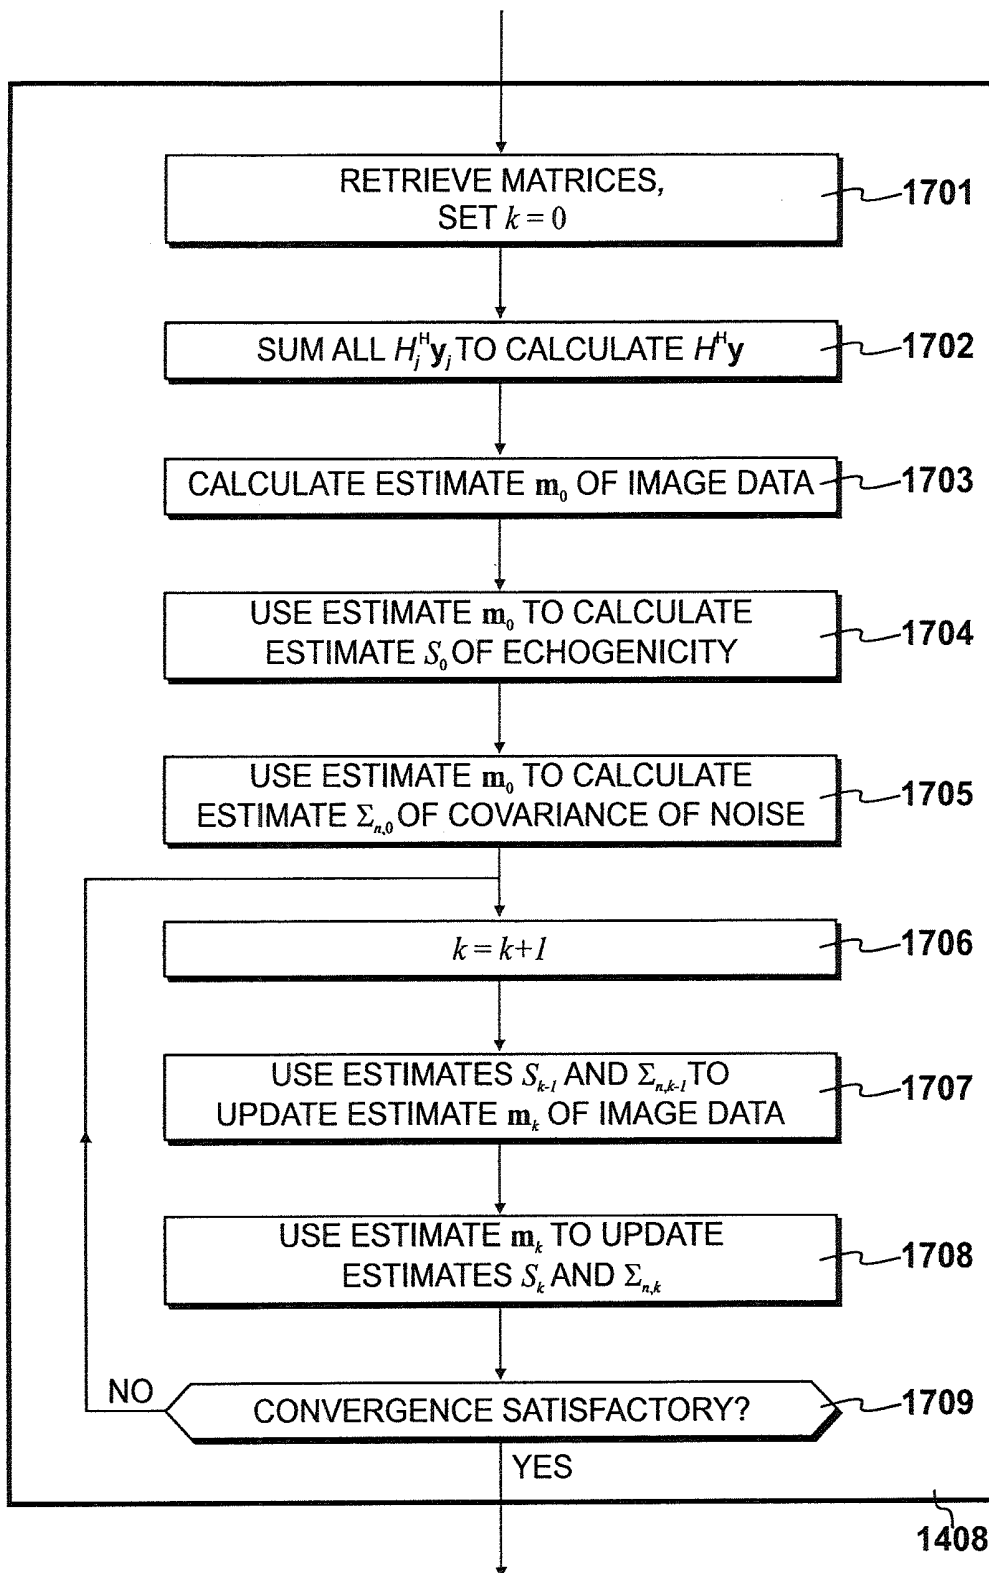 RETRIEVE MATRICES,
SET k = 0
1701
SUM ALL HⱼᴴYⱼ TO CALCULATE Hᴴy
1702
CALCULATE ESTIMATE m₀ OF IMAGE DATA
1703
USE ESTIMATE m₀ TO CALCULATE
ESTIMATE S₀ OF ECHOGENICITY
1704
USE ESTIMATE m₀ TO CALCULATE
ESTIMATE Σn,0 OF COVARIANCE OF NOISE
1705
k = k+1
1706
USE ESTIMATES Sk-1 AND Σn,k-1 TO
UPDATE ESTIMATE mk OF IMAGE DATA
1707
USE ESTIMATE mk TO UPDATE
ESTIMATES Sk AND Σn,k
1708
NO
CONVERGENCE SATISFACTORY?
1709
YES
1408